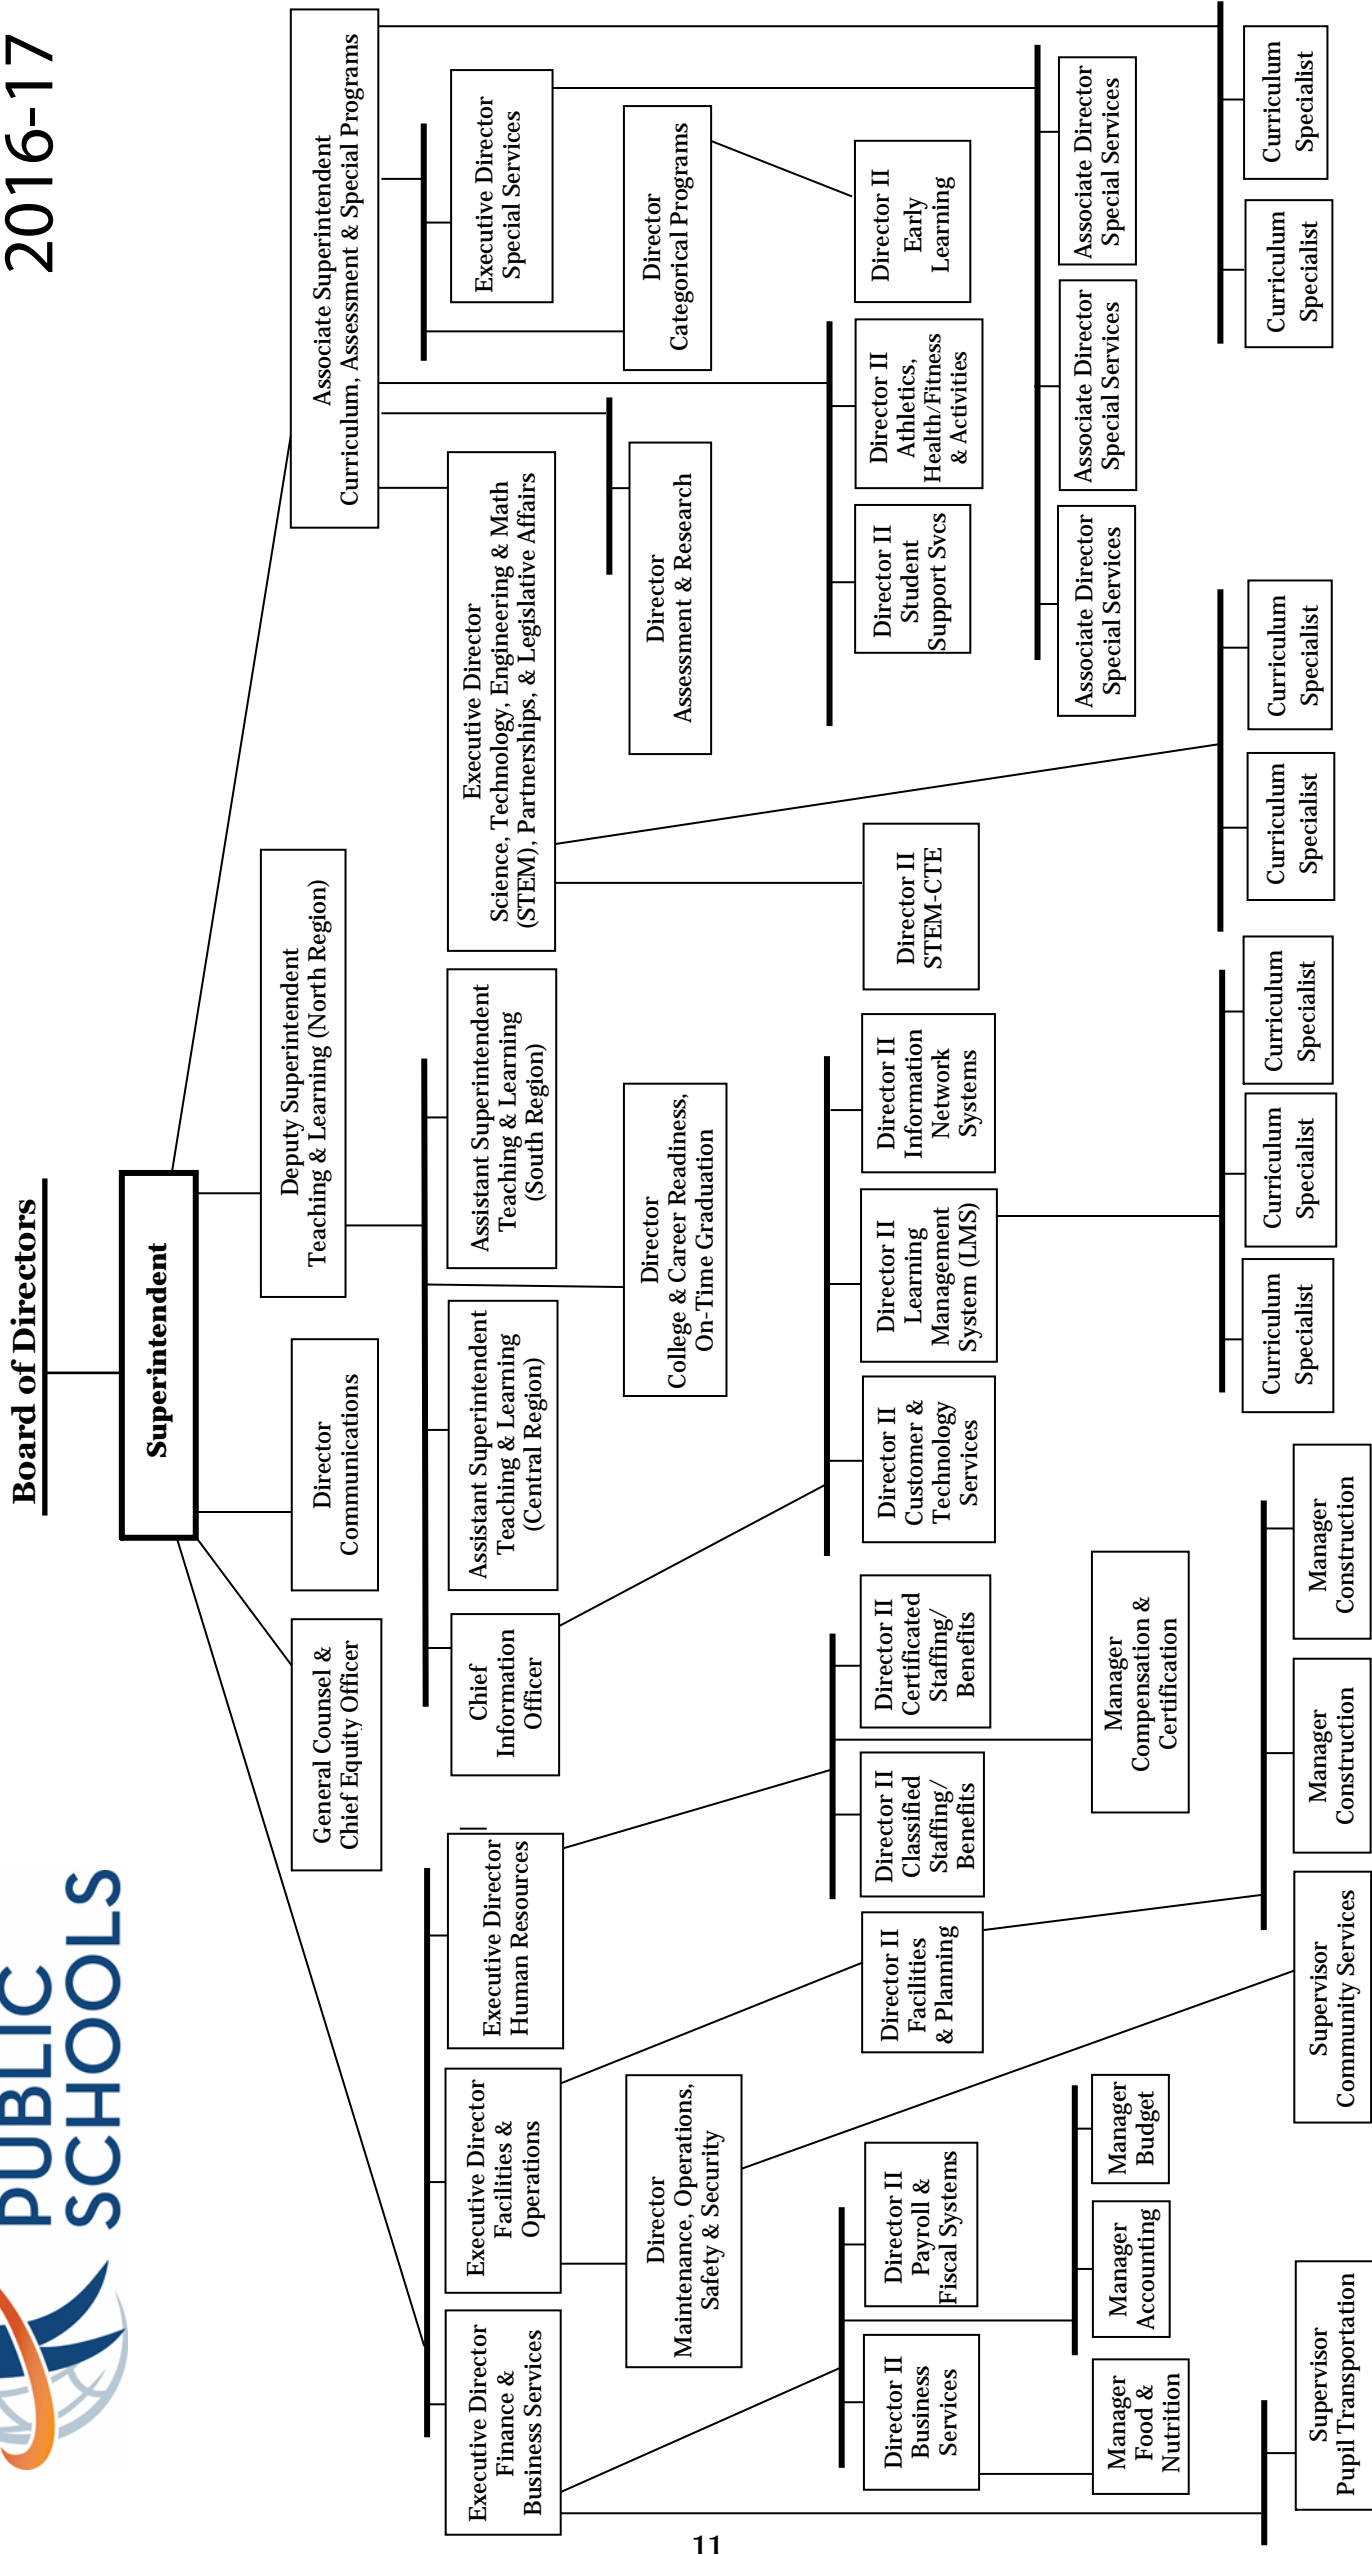 PUBLIC
SCHOOLS
2016-17
Board of Directors
Superintendent
General Counsel &
Chief Equity Officer
Director
Communications
Deputy Superintendent
Teaching & Learning (North Region)
Associate Superintendent
Curriculum, Assessment & Special Programs
Executive Director
Finance &
Business Services
Executive Director
Facilities &
Operations
Executive Director
Human Resources
Chief
Information
Officer
Assistant Superintendent
Teaching & Learning
(Central Region)
Assistant Superintendent
Teaching & Learning
(South Region)
Executive Director
Science, Technology, Engineering & Math
(STEM), Partnerships, & Legislative Affairs
Executive Director
Special Services
Director
Maintenance, Operations,
Safety & Security
Director
College & Career Readiness,
On-Time Graduation
Director
Assessment & Research
Director
Categorical Programs
Director II
Business
Services
Director II
Payroll &
Fiscal Systems
Director II
Facilities
& Planning
Director II
Classified
Staffing/
Benefits
Director II
Certificated
Staffing/
Benefits
Director II
Customer &
Technology
Services
Director II
Learning
Management
System (LMS)
Director II
Information
Network
Systems
Director II
STEM-CTE
Director II
Student
Support Svcs
Director II
Athletics,
Health/Fitness
& Activities
Director II
Early
Learning
Manager
Food &
Nutrition
Manager
Accounting
Manager
Budget
Manager
Compensation &
Certification
Associate Director
Special Services
Associate Director
Special Services
Associate Director
Special Services
Supervisor
Pupil Transportation
Supervisor
Community Services
Manager
Construction
Manager
Construction
Curriculum
Specialist
Curriculum
Specialist
Curriculum
Specialist
Curriculum
Specialist
Curriculum
Specialist
Curriculum
Specialist
Curriculum
Specialist
11